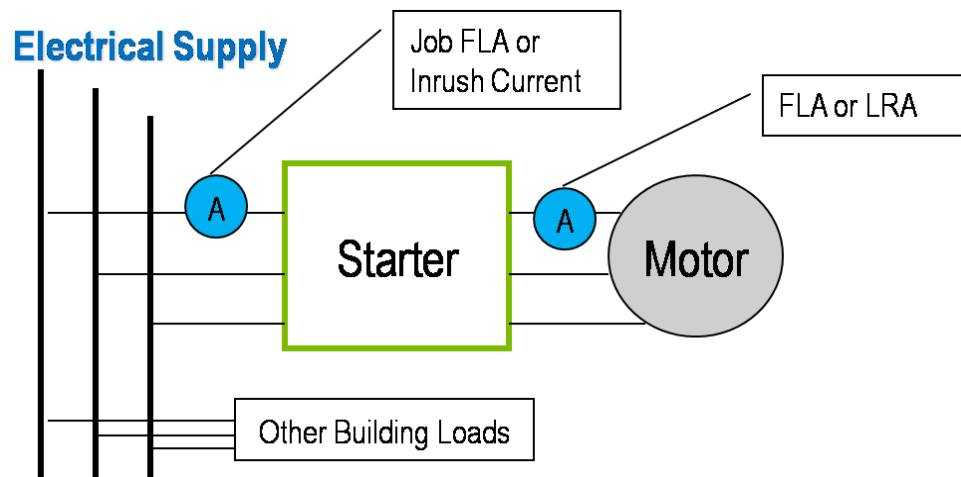 Electrical Supply
Job FLA or
Inrush Current
FLA or LRA
A
A
Starter
Motor
Other Building Loads